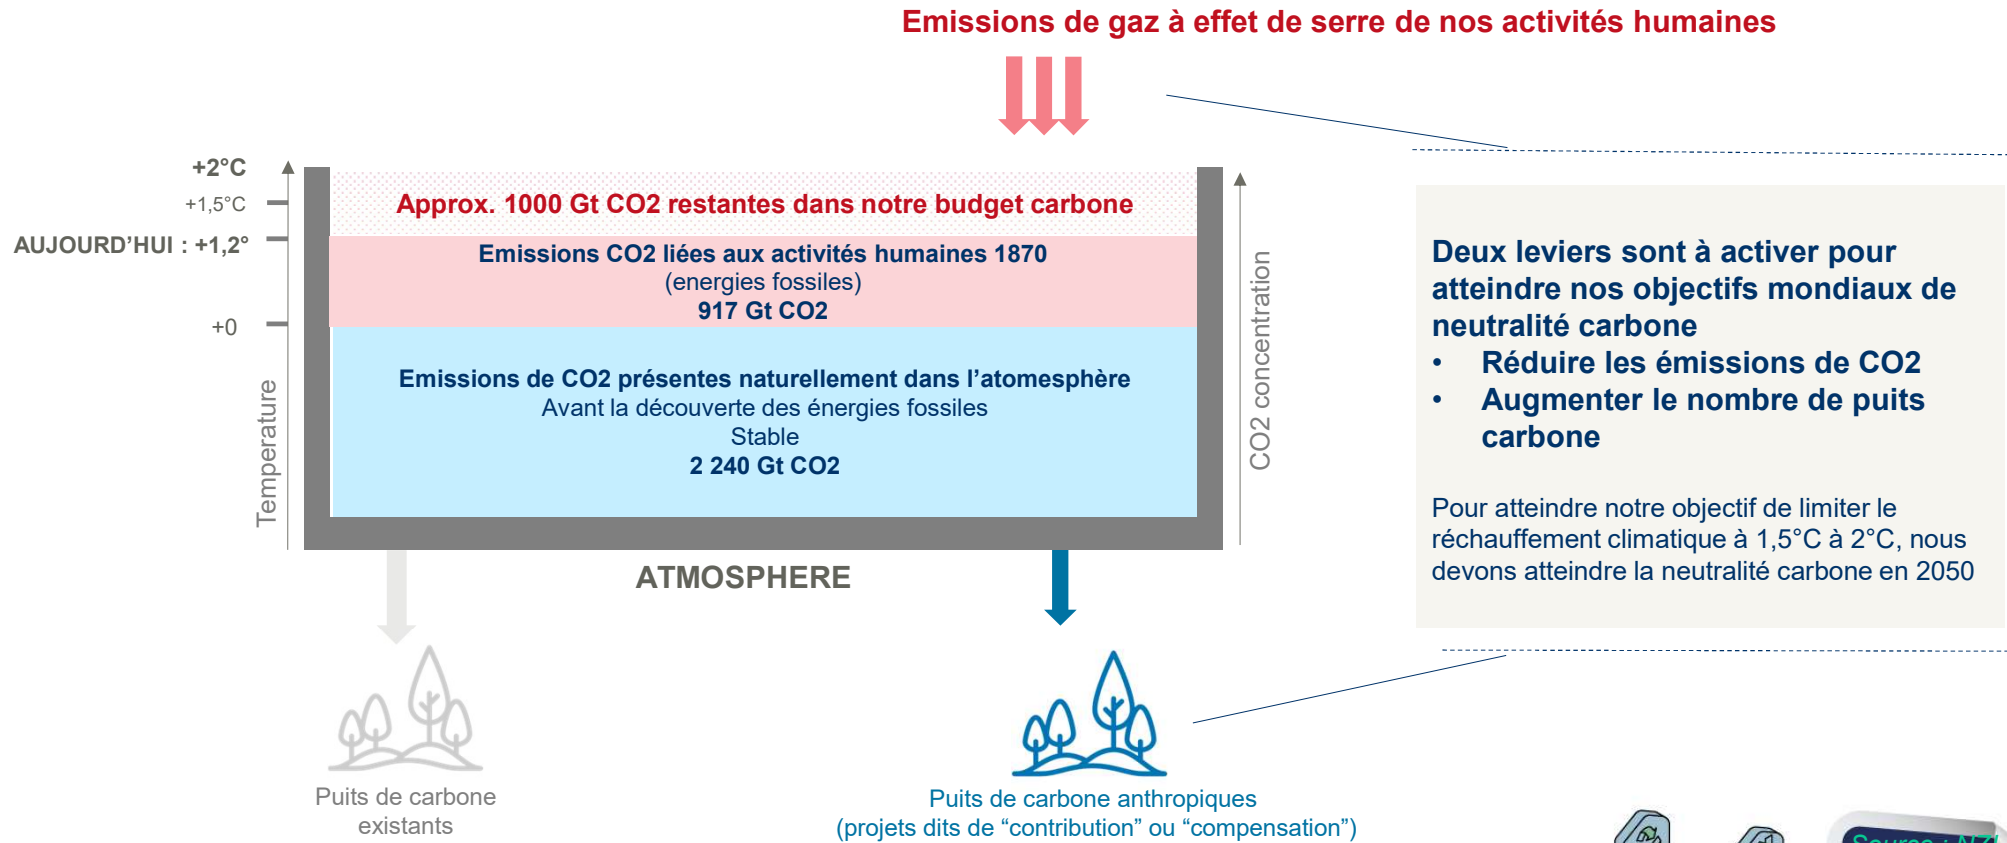 Emissions de gaz à effet de serre de nos activités humaines
+2°C
+1,5°C
AUJOURD'HUI : +1,2°
+0
Temperature
Approx. 1000 Gt CO2 restantes dans notre budget carbone
Emissions CO2 liées aux activités humaines 1870
(energies fossiles)
917 Gt CO2
Emissions de CO2 présentes naturellement dans l'atomesphère
Avant la découverte des énergies fossiles
Stable
2 240 Gt CO2
CO2 concentration
ATMOSPHERE
Puits de carbone
existants
Puits de carbone anthropiques
(projets dits de “contribution” ou “compensation”)
Deux leviers sont à activer pour
atteindre nos objectifs mondiaux de
neutralité carbone
• Réduire les émissions de CO2
• Augmenter le nombre de puits
carbone
Pour atteindre notre objectif de limiter le
réchauffement climatique à 1,5°C à 2°C, nous
devons atteindre la neutralité carbone en 2050
Source :